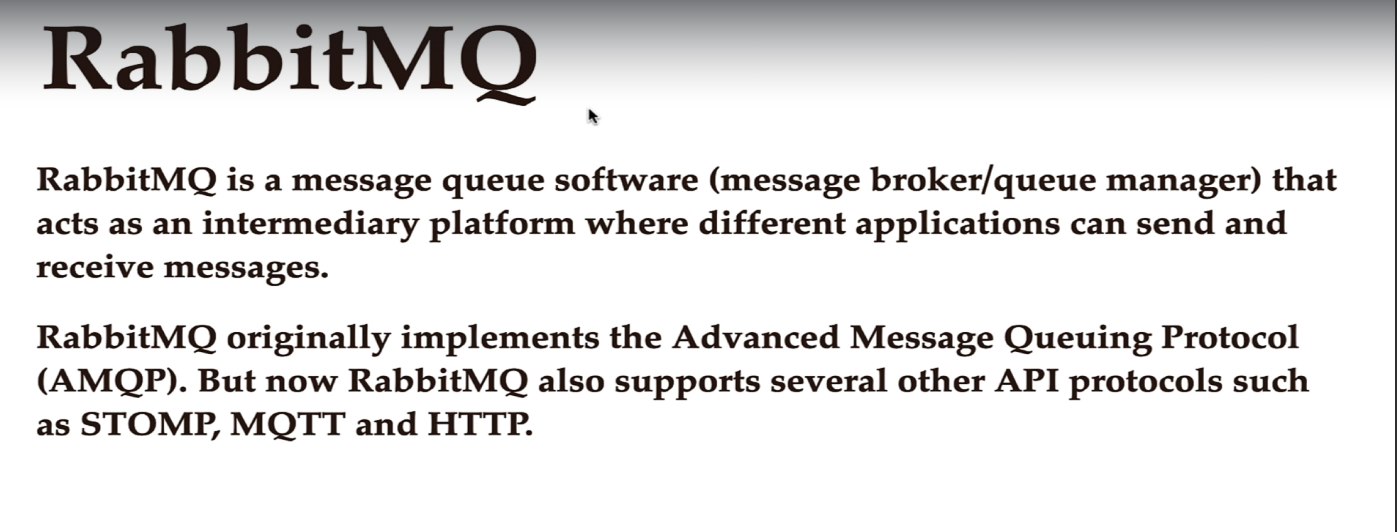 RabbitMQ
RabbitMQ is a message queue software (message broker/queue manager) that
acts as an intermediary platform where different applications can send and
receive messages.
RabbitMQ originally implements the Advanced Message Queuing Protocol
(AMQP). But now RabbitMQ also supports several other API protocols such
as STOMP, MQTT and HTTP.